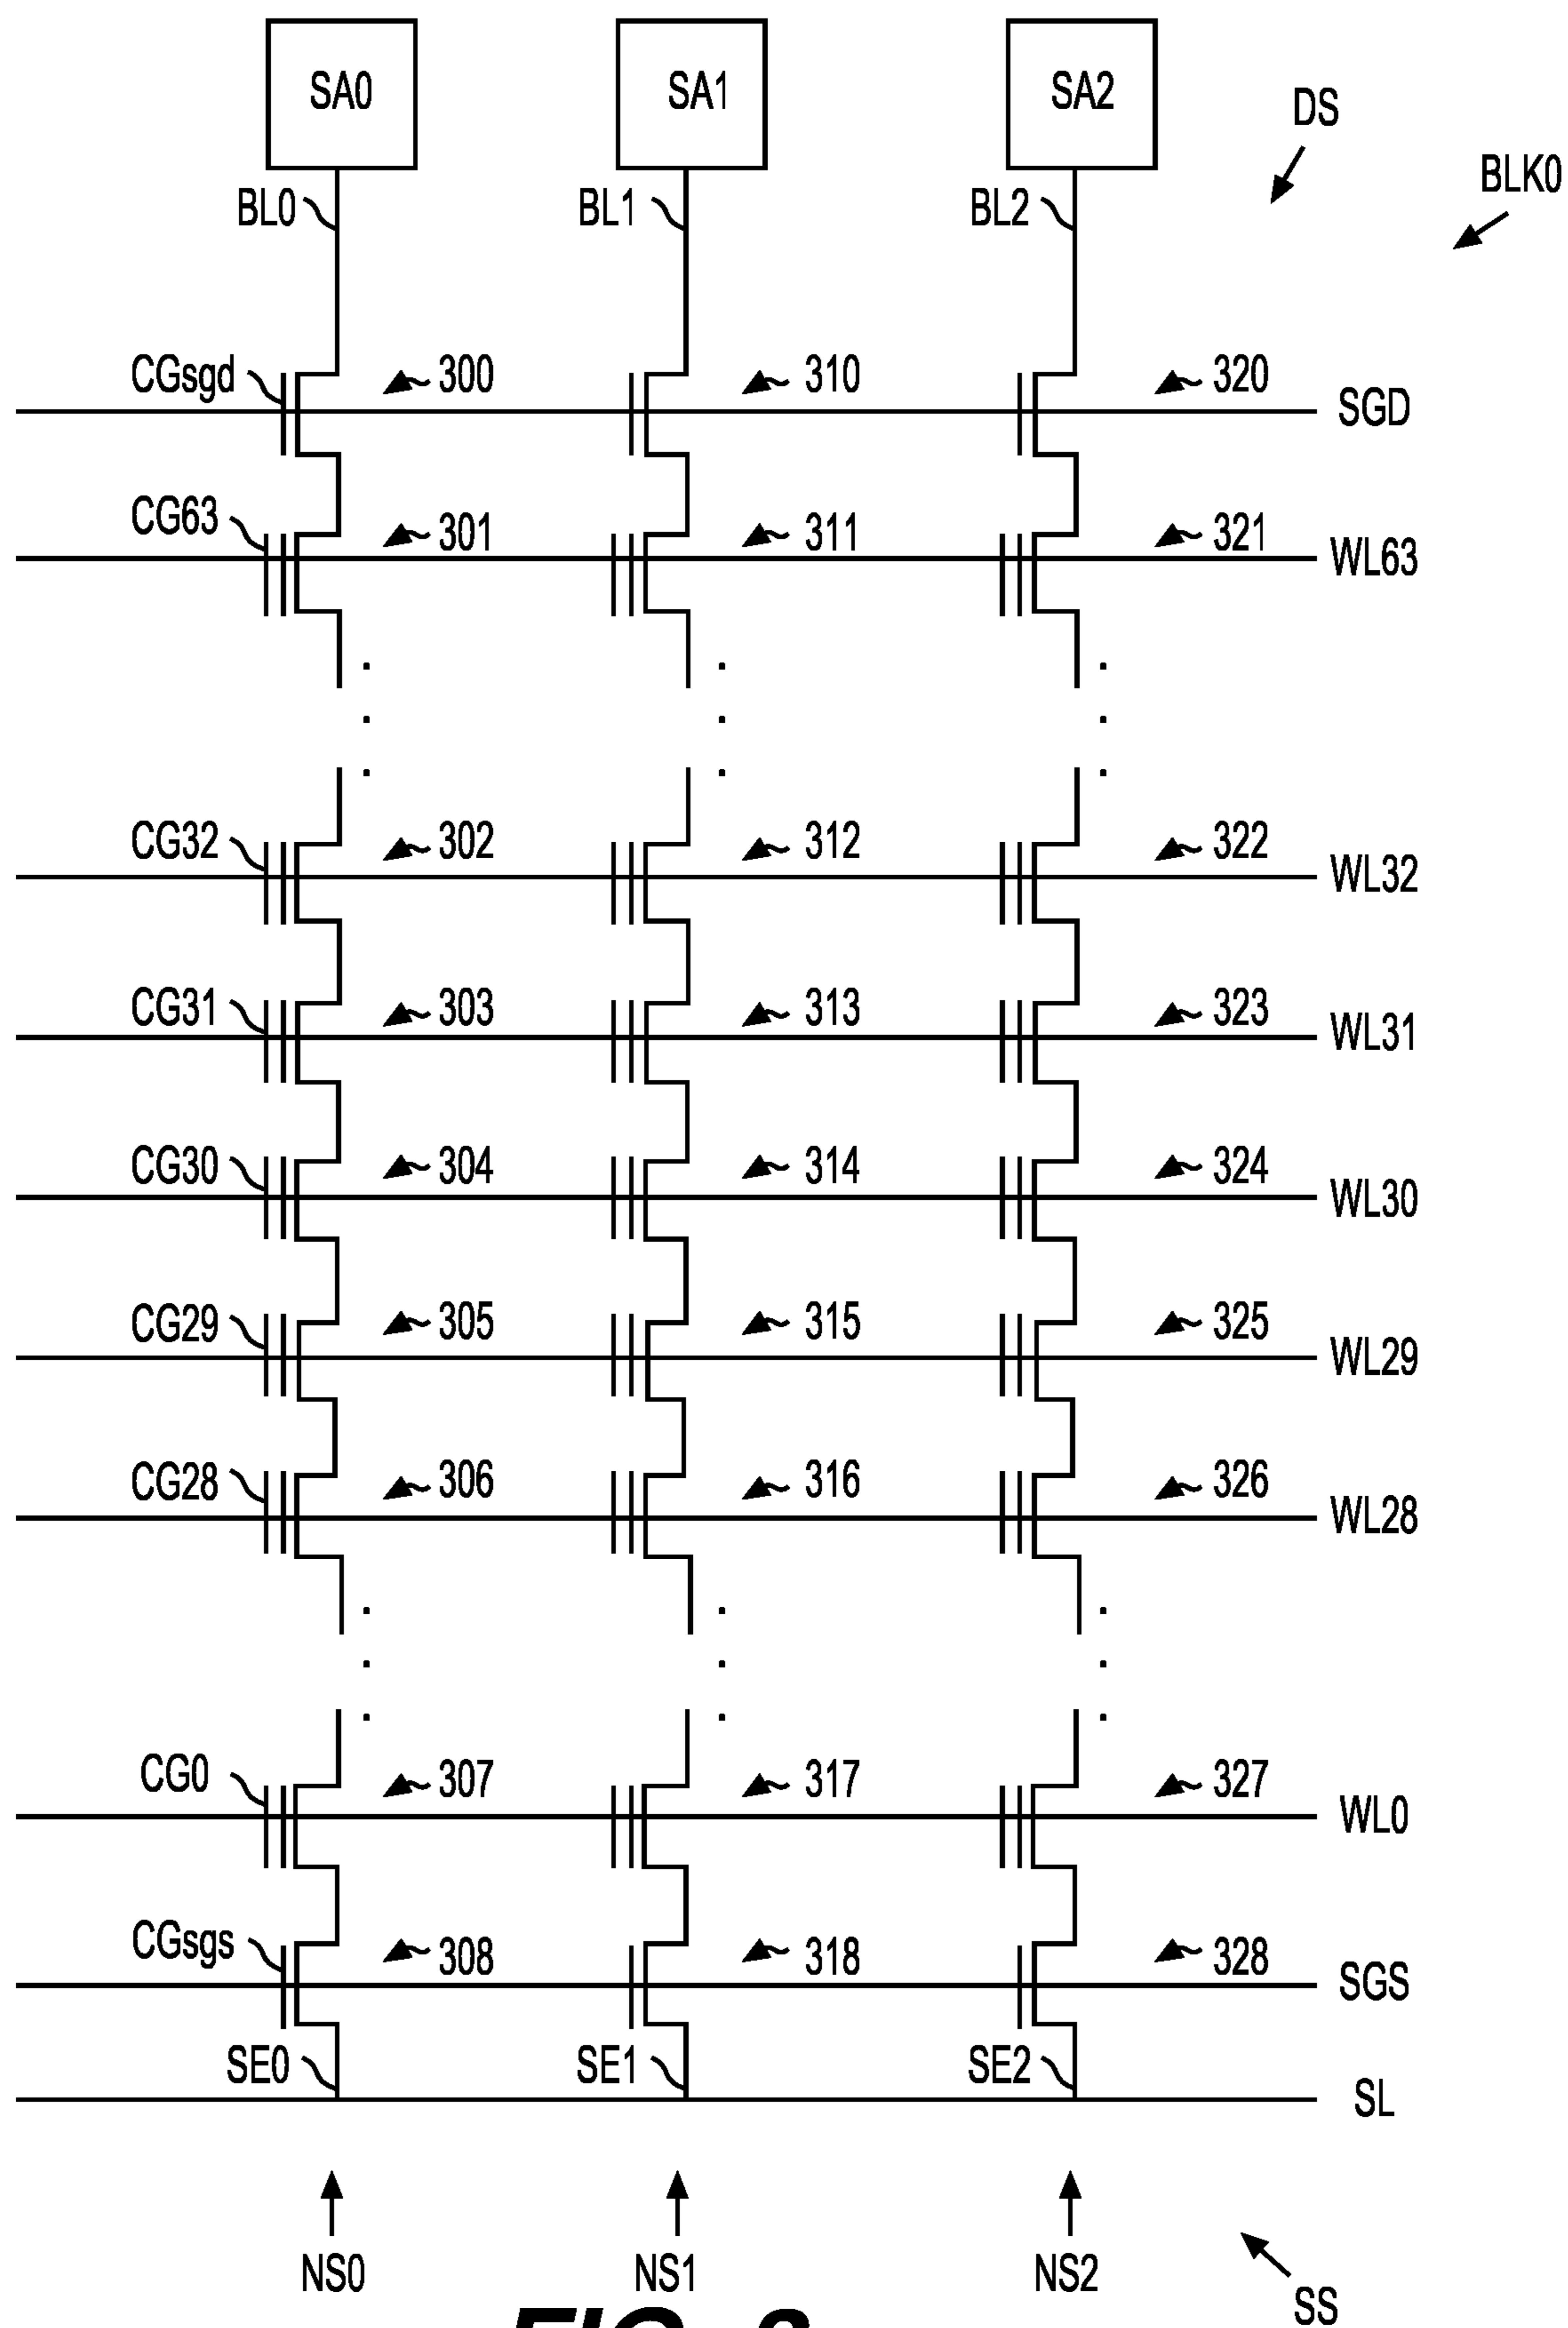 SA0 SA1 SA2
DS
BLK0
BL0 BL1 BL2
CGsgd 300 310 320 SGD
CG63 301 311 321 WL63
CG32 302 312 322 WL32
CG31 303 313 323 WL31
CG30 304 314 324 WL30
CG29 305 315 325 WL29
CG28 306 316 326 WL28
CG0 307 317 327 WL0
CGsgs 308 318 328 SGS
SE0 SE1 SE2
SL
NS0 NS1 NS2
SS
FIG.